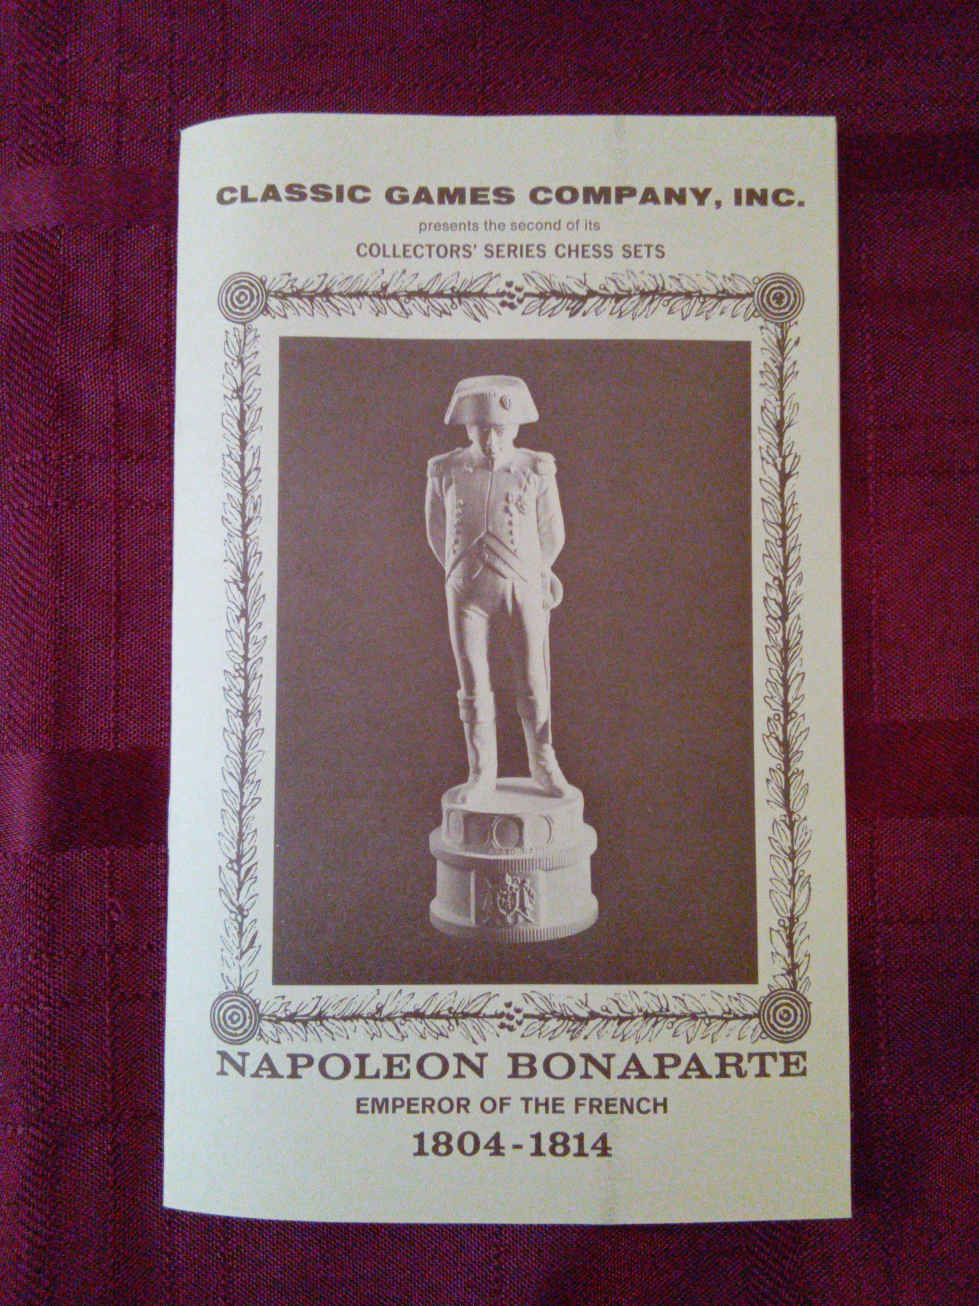 CLASSIC GAMES COMPANY, INC.
presents the second of its
COLLECTORS' SERIES CHESS SETS
NAPOLEON BONAPARTE
EMPEROR OF THE FRENCH
1804-1814